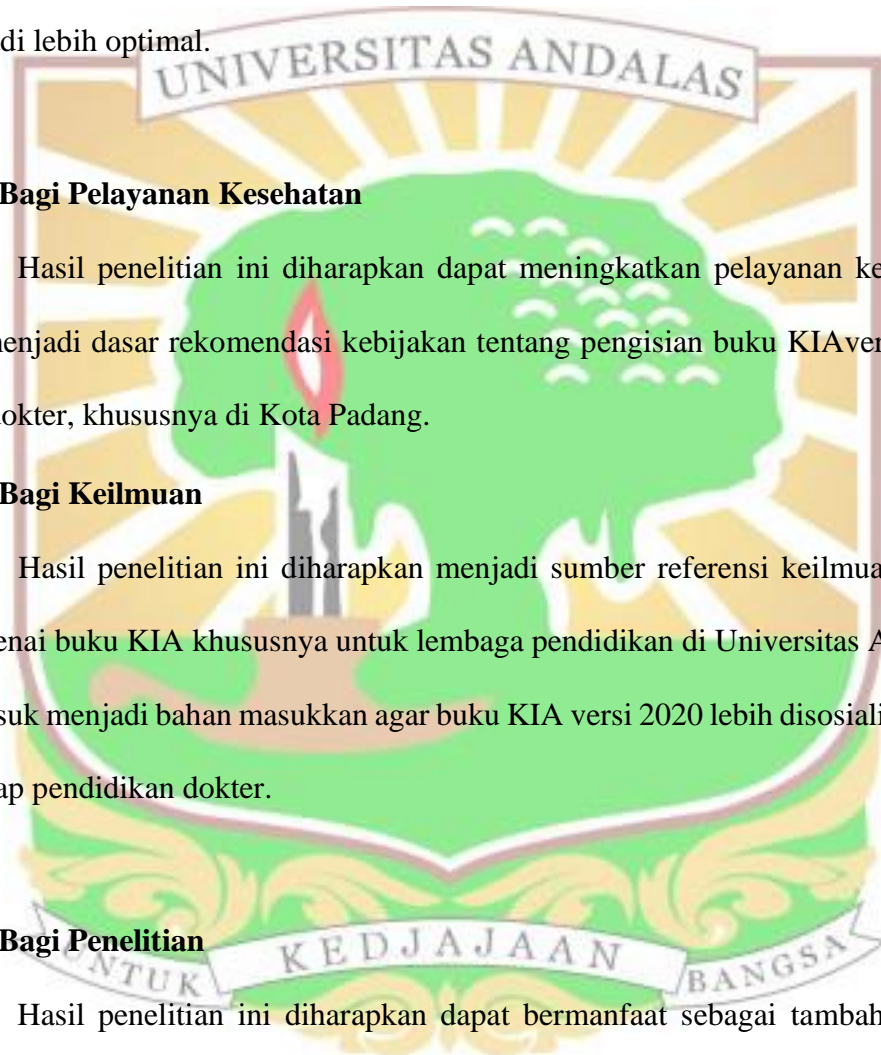 di lebih optimal.
UNIVERSITAS ANDALAS
Bagi Pelayanan Kesehatan
Hasil penelitian ini diharapkan dapat meningkatkan pelayanan ke
enjadi dasar rekomendasi kebijakan tentang pengisian buku KIAver
okter, khususnya di Kota Padang.
Bagi Keilmuan
Hasil penelitian ini diharapkan menjadi sumber referensi keilmua
enai buku KIA khususnya untuk lembaga pendidikan di Universitas A
suk menjadi bahan masukkan agar buku KIA versi 2020 lebih disosiali
ap pendidikan dokter.
Bagi Penelitian
UNTUK KEDJAJAAN BANGSA
Hasil penelitian ini diharapkan dapat bermanfaat sebagai tambah